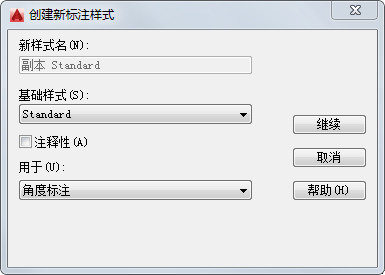 创建新标注样式
新样式名(N):
副本 Standard
基础样式(S):
Standard
继续
注释性(A)
取消
用于(U):
角度标注
帮助(H)